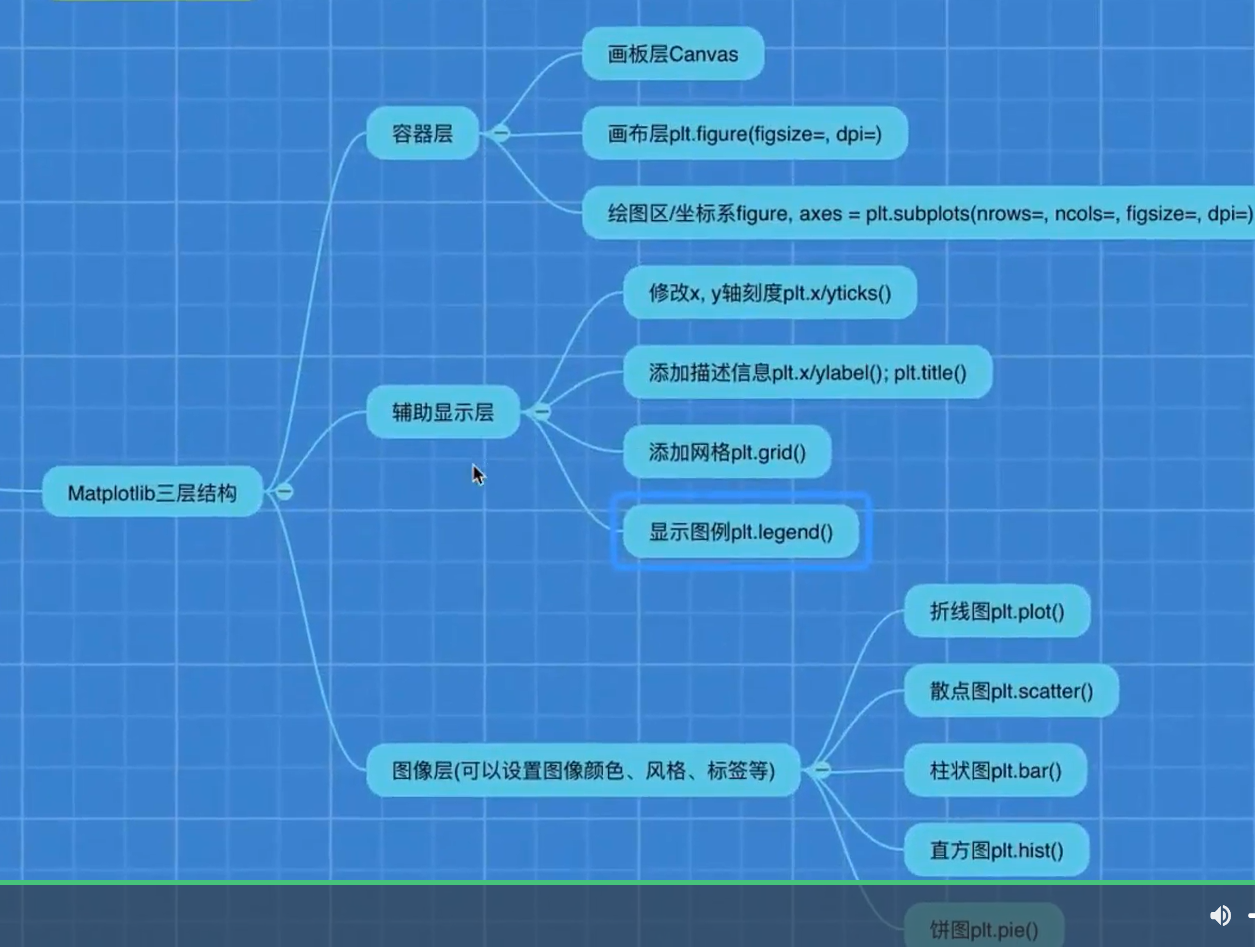 画板层Canvas
容器层
画布层plt.figure(figsize=, dpi=)
绘图区/坐标系figure, axes = plt.subplots(nrows=, ncols=, figsize=, dpi=)
修改x, y轴刻度plt.x/yticks()
添加描述信息plt.x/ylabel(); plt.title()
辅助显示层
添加网格plt.grid()
Matplotlib三层结构
显示图例plt.legend()
折线图plt.plot()
散点图plt.scatter()
图像层(可以设置图像颜色、风格、标签等)
柱状图plt.bar()
直方图plt.hist()
饼图plt.pie()